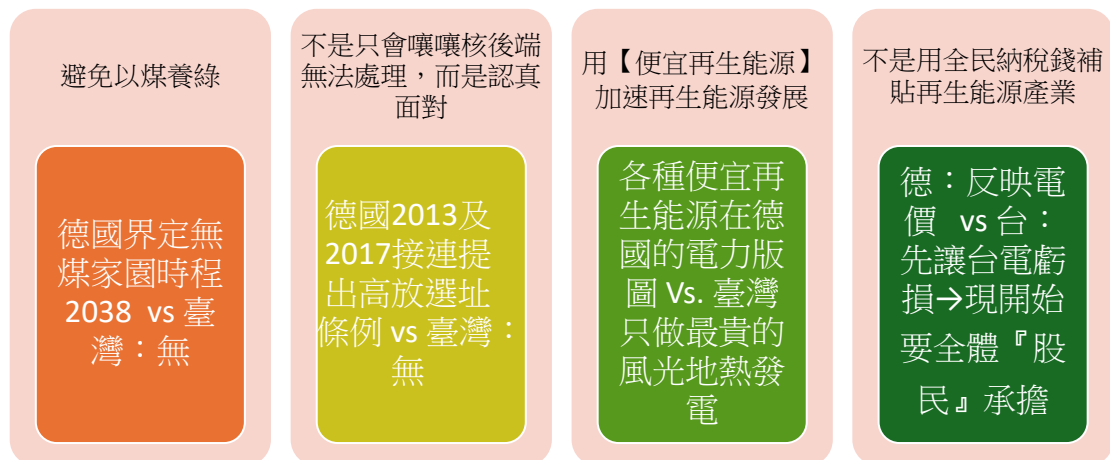 避免以煤養綠
德國界定無
煤家園時程
2038 vs 臺
灣：無
不是只會嚷嚷核後端
無法處理，而是認真
面對
德國2013及
2017接連提
出高放選址
條例 vs 臺灣：
無
用【便宜再生能源】
加速再生能源發展
各種便宜再
生能源在德
國的電力版
圖 Vs. 臺灣
只做最貴的
風光地熱發
電
不是用全民納稅錢補
貼再生能源產業
德：反映電
價 vs 台：
先讓台電虧
損→現開始
要全體『股
民』承擔